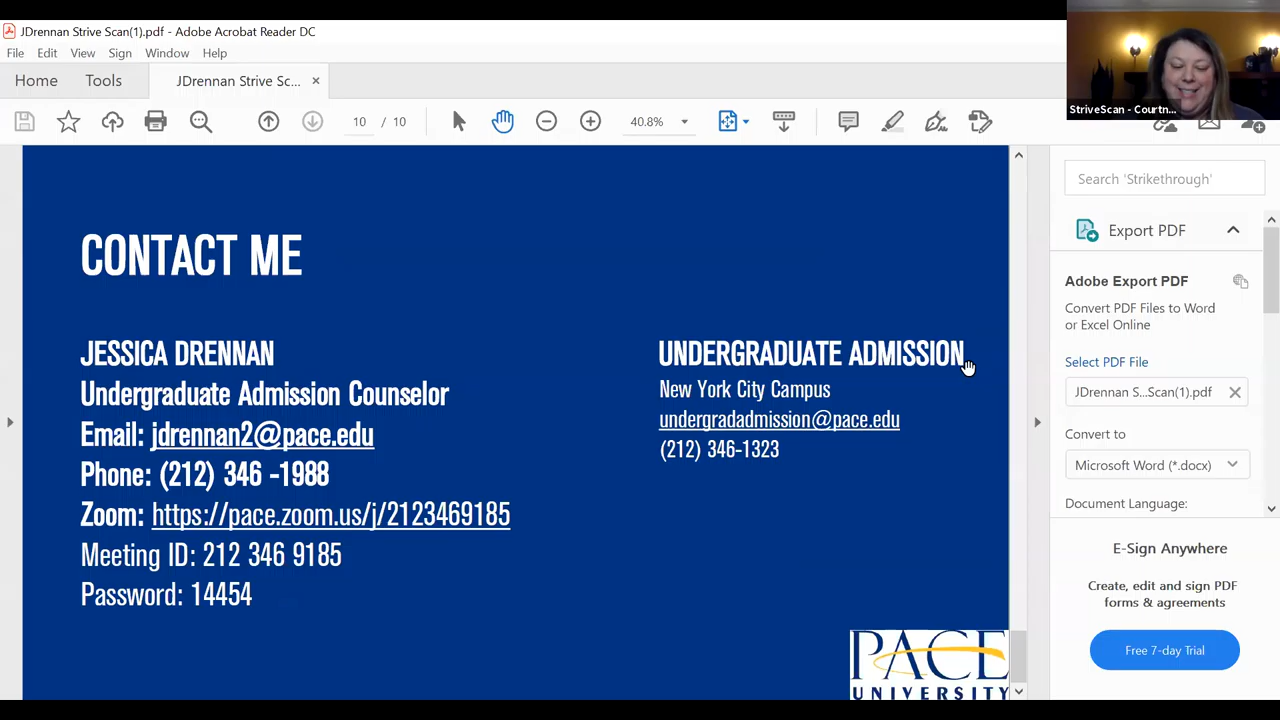 JDrennan Strive Scan(1).pdf - Adobe Acrobat Reader DC
File Edit View Sign Window Help
Home Tools JDrennan Strive Sc... ×
10 / 10 40.8%
StriveScan - Courtn...
CONTACT ME
JESSICA DRENNAN
Undergraduate Admission Counselor
Email: jdrennan2@pace.edu
Phone: (212) 346 -1988
Zoom: https://pace.zoom.us/j/2123469185
Meeting ID: 212 346 9185
Password: 14454
UNDERGRADUATE ADMISSION
New York City Campus
undergradadmission@pace.edu
(212) 346-1323
PACE
UNIVERSITY
Search 'Strikethrough'
Export PDF
Adobe Export PDF
Convert PDF Files to Word
or Excel Online
Select PDF File
JDrennan S...Scan(1).pdf
Convert to
Microsoft Word (*.docx)
Document Language:
E-Sign Anywhere
Create, edit and sign PDF
forms & agreements
Free 7-day Trial